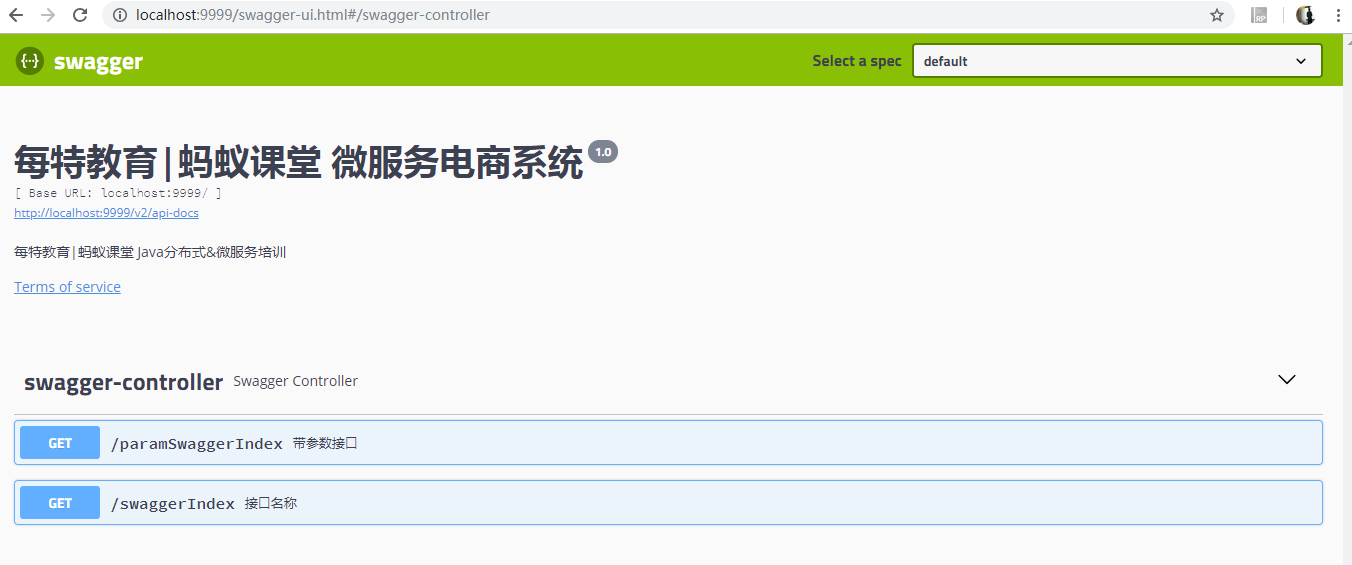 localhost:9999/swagger-ui.html#/swagger-controller
RP
{··} swagger Select a spec default
每特教育|蚂蚁课堂 微服务电商系统 1.0
[ Base URL: localhost:9999/ ]
http://localhost:9999/v2/api-docs
每特教育|蚂蚁课堂 Java分布式&微服务培训
Terms of service
swagger-controller Swagger Controller
GET /paramSwaggerIndex 带参数接口
GET /swaggerIndex 接口名称